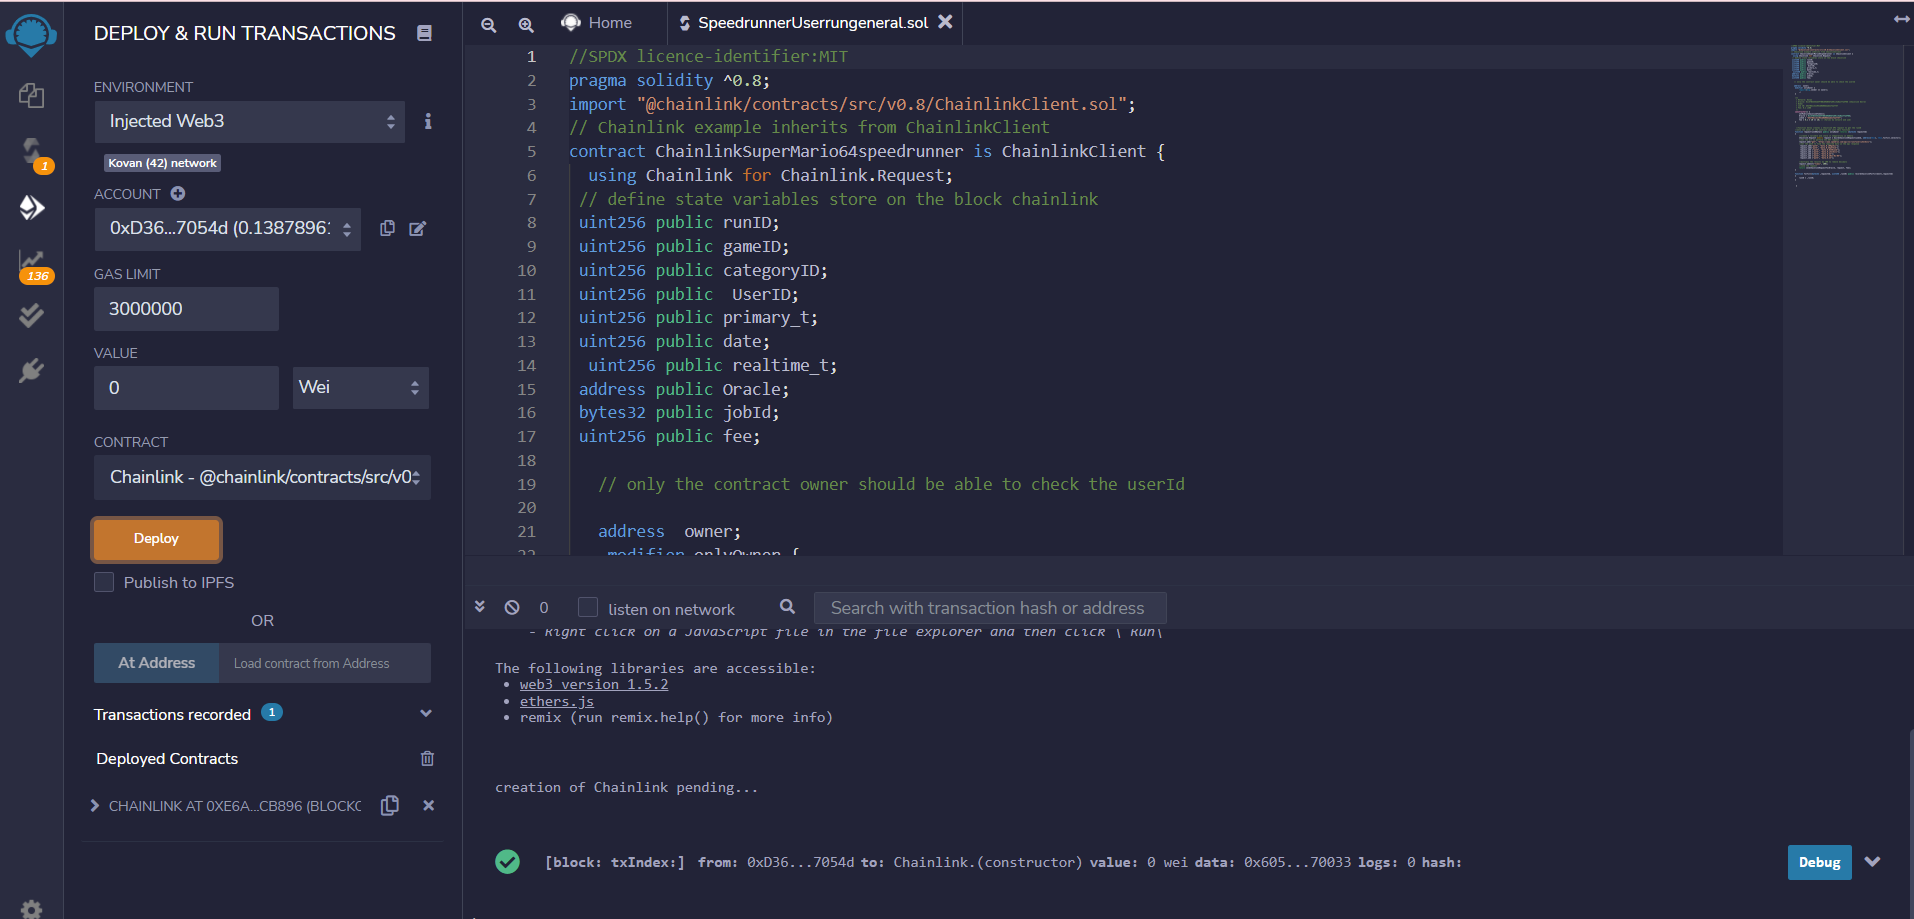 DEPLOY & RUN TRANSACTIONS
ENVIRONMENT
Injected Web3
Kovan (42) network
ACCOUNT
0xD36...7054d (0.13878961
GAS LIMIT
3000000
VALUE
0
Wei
CONTRACT
Chainlink - @chainlink/contracts/src/v0
Deploy
Publish to IPFS
OR
At Address
Load contract from Address
Transactions recorded 1
Deployed Contracts
CHAINLINK AT 0XE6A...CB896 (BLOCKC
1
136
Home
SpeedrunnerUserrungeneral.sol
1 //SPDX licence-identifier:MIT
2 pragma solidity ^0.8;
3 import "@chainlink/contracts/src/v0.8/ChainlinkClient.sol";
4 // Chainlink example inherits from ChainlinkClient
5 contract ChainlinkSuperMario64speedrunner is ChainlinkClient {
6 using Chainlink for Chainlink.Request;
7 // define state variables store on the block chainlink
8 uint256 public runID;
9 uint256 public gameID;
10 uint256 public categoryID;
11 uint256 public  UserID;
12 uint256 public primary_t;
13 uint256 public date;
14 uint256 public realtime_t;
15 address public Oracle;
16 bytes32 public jobId;
17 uint256 public fee;
18
19 // only the contract owner should be able to check the userId
20
21 address  owner;
22 modifier onlyOwner {
0
listen on network
Search with transaction hash or address
- Right click on a JavaScript file in the file explorer and then click \`Run\`
The following libraries are accessible:
• web3 version 1.5.2
• ethers.js
• remix (run remix.help() for more info)
creation of Chainlink pending...
[block: txIndex:] from: 0xD36...7054d to: Chainlink.(constructor) value: 0 wei data: 0x605...70033 logs: 0 hash:
Debug